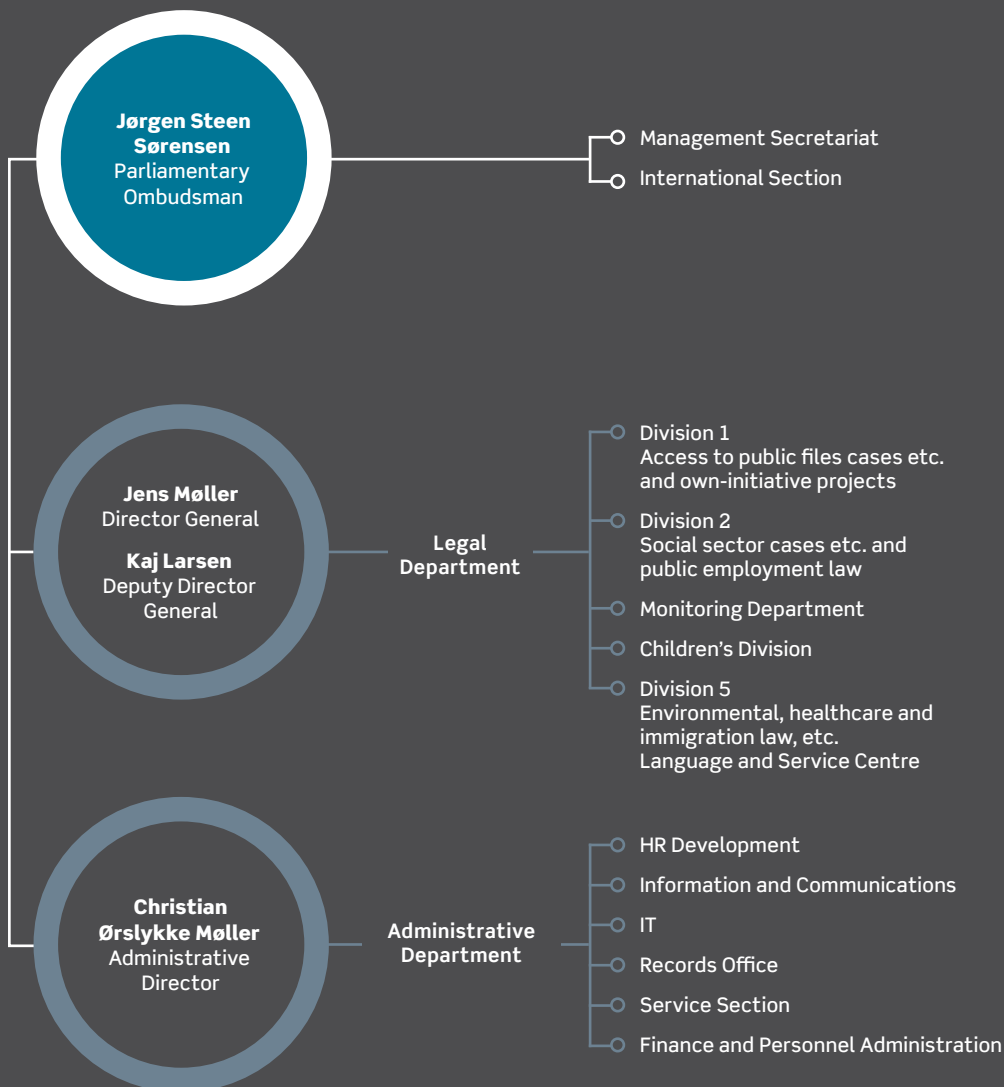 Jørgen Steen
Sørensen
Parliamentary
Ombudsman
Management Secretariat
International Section
Jens Møller
Director General
Kaj Larsen
Deputy Director
General
Legal
Department
Division 1
Access to public files cases etc.
and own-initiative projects
Division 2
Social sector cases etc. and
public employment law
Monitoring Department
Children’s Division
Division 5
Environmental, healthcare and
immigration law, etc.
Language and Service Centre
Christian
Ørslykke Møller
Administrative
Director
Administrative
Department
HR Development
Information and Communications
IT
Records Office
Service Section
Finance and Personnel Administration